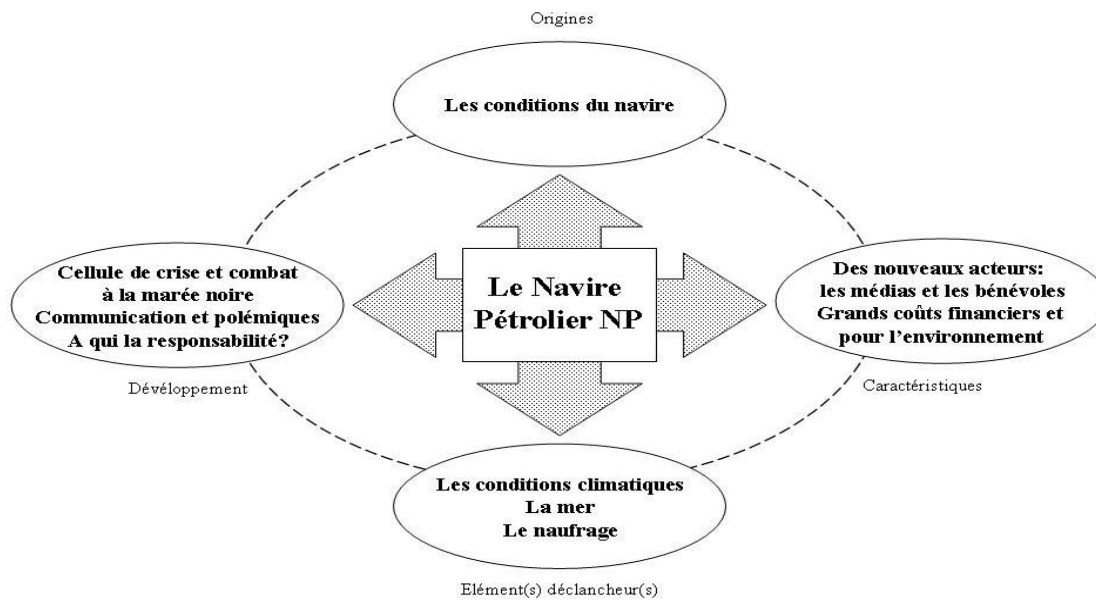 Origines
Les conditions du navire
Cellule de crise et combat
à la marée noire
Communication et polémiques
A qui la responsabilité?
Dévéloppement
Le Navire
Pétrolier NP
Des nouveaux acteurs:
les médias et les bénévoles
Grands coûts financiers et
pour l'environnement
Caractéristiques
Les conditions climatiques
La mer
Le naufrage
Elément(s) déclancheur(s)